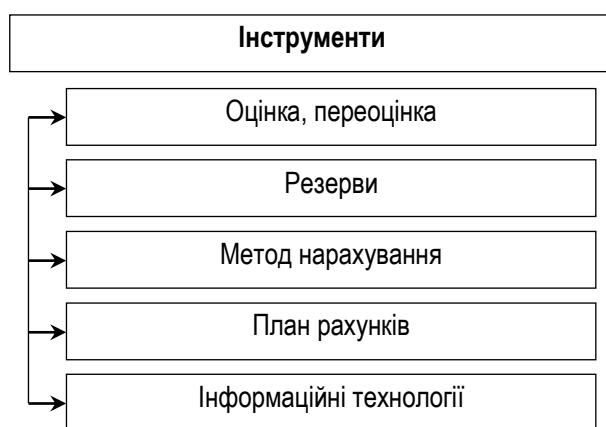 Інструменти
Оцінка, переоцінка
Резерви
Метод нарахування
План рахунків
Інформаційні технології